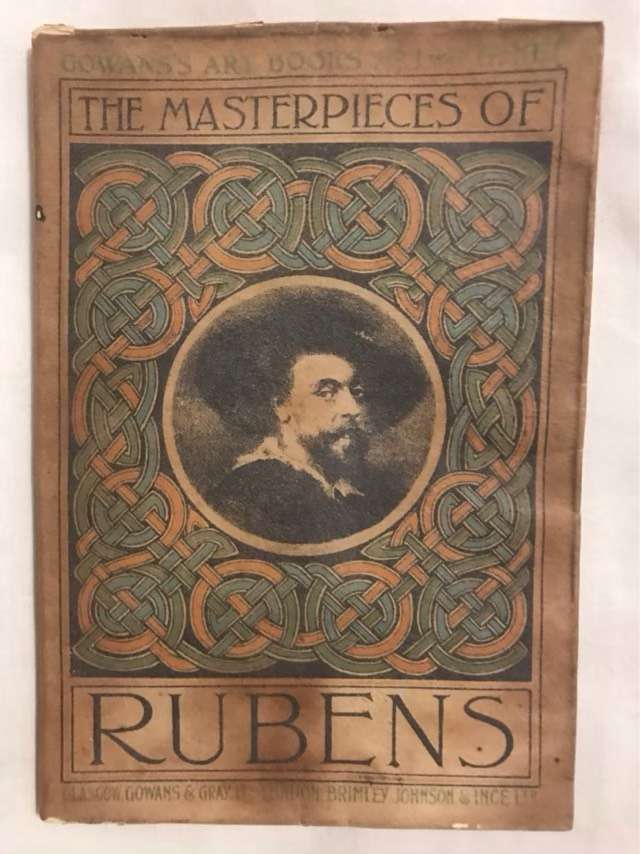 GOWANS'S ART BOOKS
THE MASTERPIECES OF
RUBENS
GLASGOW, GOWANS & GRAY, LTD LONDON, BRIMLEY JOHNSON & INCE LTD